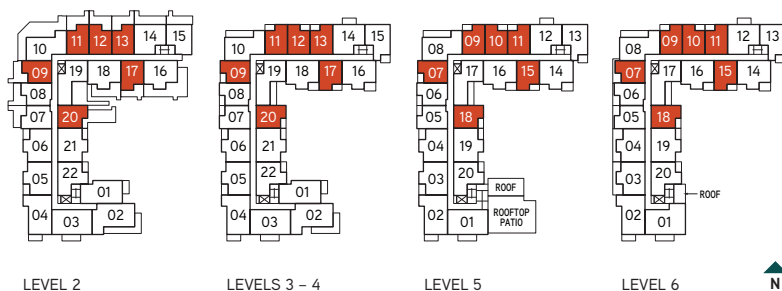 11 12 13 14 15
10
09 19 18 17 16
08
07 20
06 21
05 22
01
04 03 02
LEVEL 2
11 12 13 14 15
10
09 19 18 17 16
08
07 20
06 21
05 22
01
04 03 02
LEVELS 3 – 4
09 10 11 12 13
08
07 17 16 15 14
06
05 18
04 19
03 20
ROOF
02 01 ROOFTOP
PATIO
LEVEL 5
09 10 11 12 13
08
07 17 16 15 14
06
05 18
04 19
03 20
ROOF
02 01
LEVEL 6
N